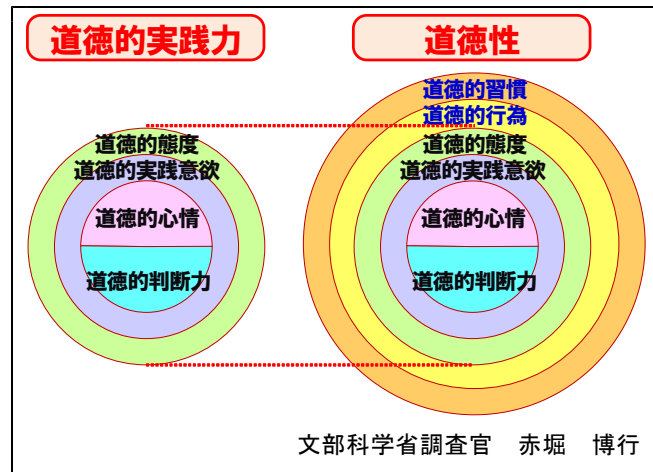 道徳的実践力
道徳性
道徳的態度
道徳的実践意欲
道徳的心情
道徳的判断力
道徳的習慣
道徳的行為
道徳的態度
道徳的実践意欲
道徳的心情
道徳的判断力
文部科学省調査官　赤堀　博行